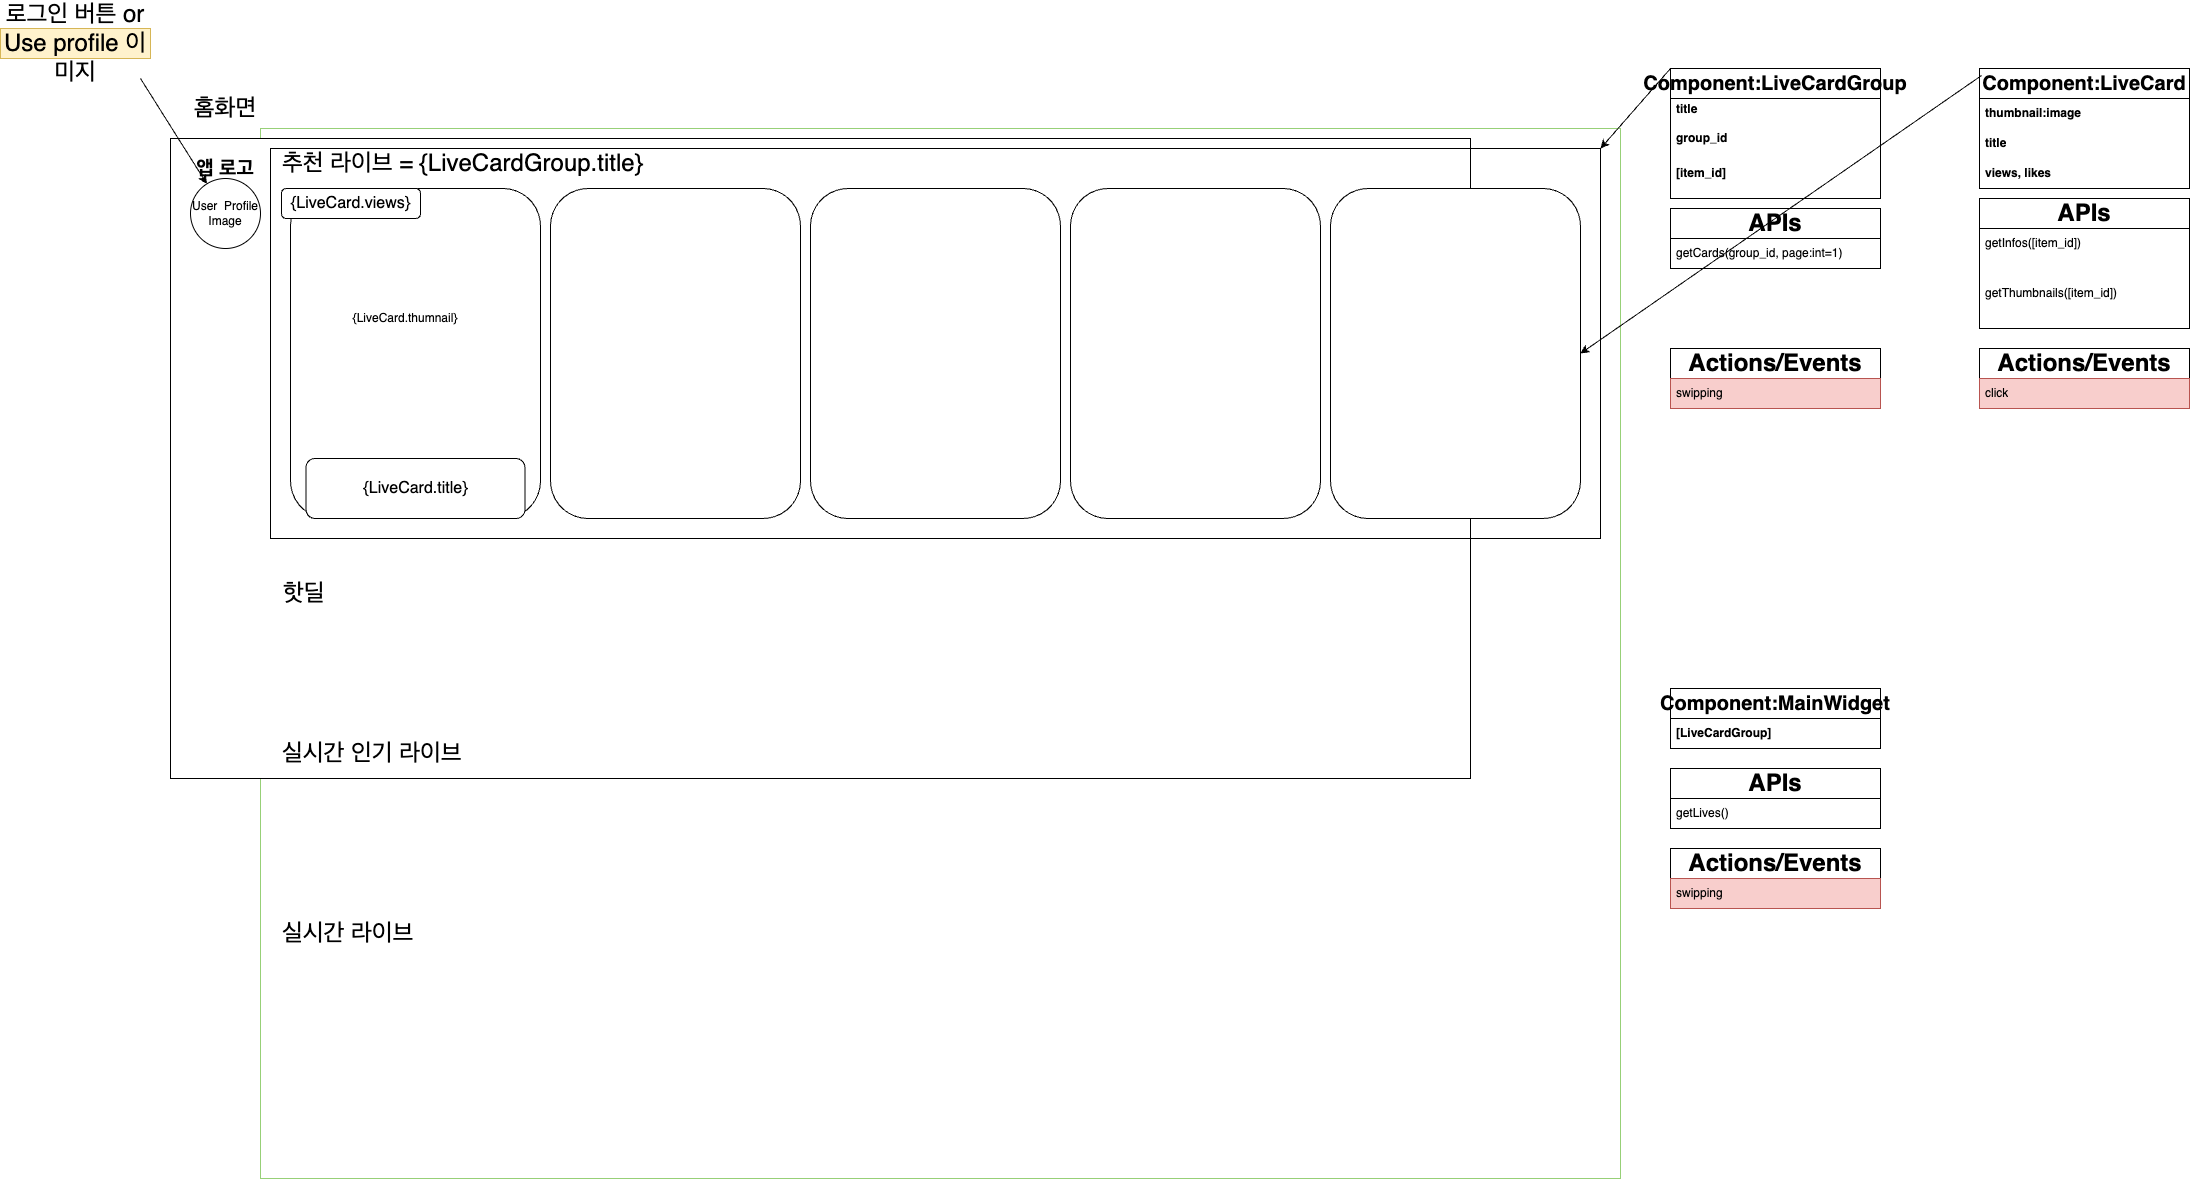 로그인 버튼 or
Use profile 이
미지
홈화면
앱 로고
User Profile
Image
추천 라이브 = {LiveCardGroup.title}
{LiveCard.views}
{LiveCard.thumnail}
{LiveCard.title}
핫딜
실시간 인기 라이브
실시간 라이브
Component:LiveCardGroup
title
group_id
[item_id]
APIs
getCards(group_id, page:int=1)
Actions/Events
swipping
Component:LiveCard
thumbnail:image
title
views, likes
APIs
getInfos([item_id])
getThumbnails([item_id])
Actions/Events
click
Component:MainWidget
[LiveCardGroup]
APIs
getLives()
Actions/Events
swipping